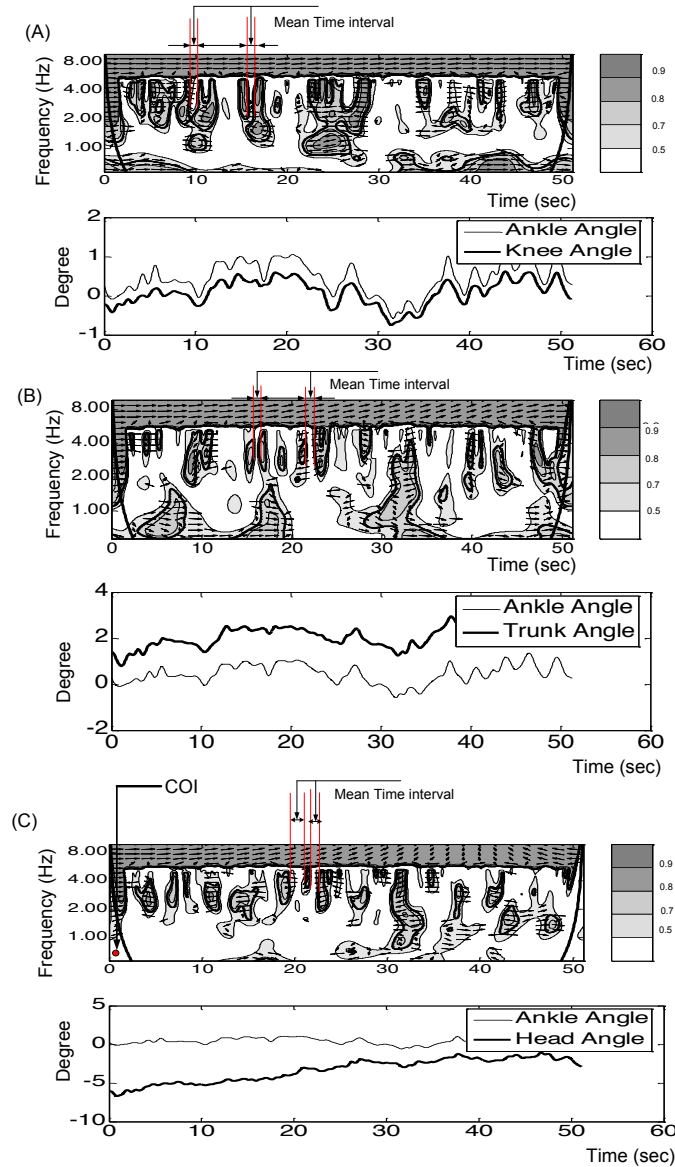 (A)
Mean Time interval
Frequency (Hz)
8.00
4.00
2.00
1.00
0 10 20 30 40 50
Time (sec)
0.9
0.8
0.7
0.5
Degree
2
1
0
-1
Ankle Angle
Knee Angle
0 10 20 30 40 50 60
Time (sec)
(B)
Mean Time interval
Frequency (Hz)
8.00
4.00
2.00
1.00
0 10 20 30 40 50
Time (sec)
0.9
0.8
0.7
0.5
Degree
4
2
0
-2
Ankle Angle
Trunk Angle
0 10 20 30 40 50 60
Time (sec)
COI
(C)
Mean Time interval
Frequency (Hz)
8.00
4.00
2.00
1.00
0 10 20 30 40 50
Time (sec)
0.9
0.8
0.7
0.5
Degree
5
0
-5
-10
Ankle Angle
Head Angle
0 10 20 30 40 50 60
Time (sec)